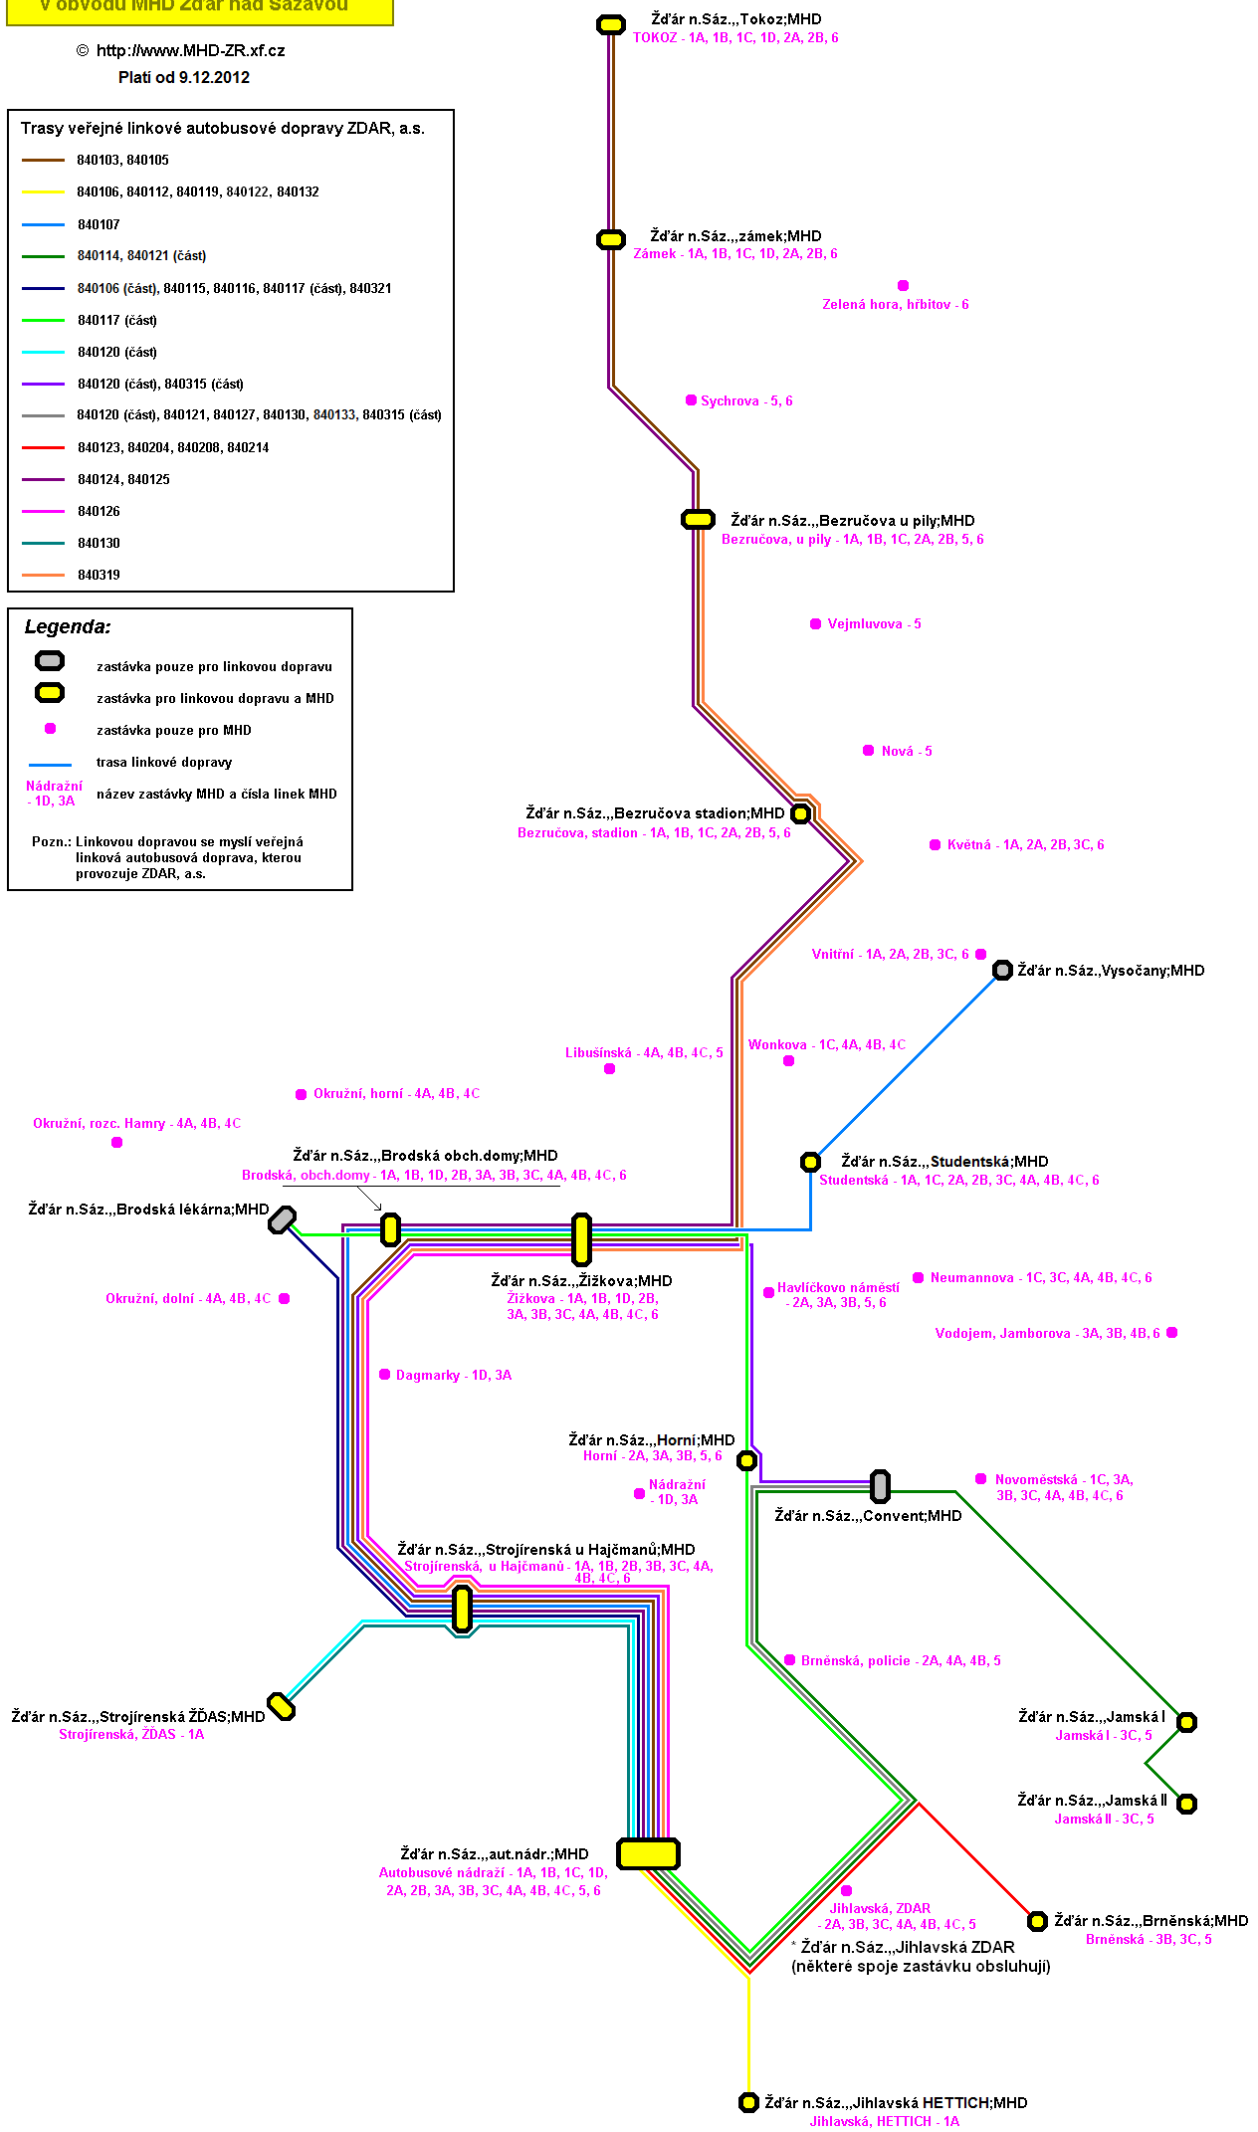 v obvodu MHD Žďár nad Sázavou
© http://www.MHD-ZR.xf.cz
Platí od 9.12.2012
Trasy veřejné linkové autobusové dopravy ZDAR, a.s.
840103, 840105
840106, 840112, 840119, 840122, 840132
840107
840114, 840121 (část)
840106 (část), 840115, 840116, 840117 (část), 840321
840117 (část)
840120 (část)
840120 (část), 840315 (část)
840120 (část), 840121, 840127, 840130, 840133, 840315 (část)
840123, 840204, 840208, 840214
840124, 840125
840126
840130
840319
Legenda:
zastávka pouze pro linkovou dopravu
zastávka pro linkovou dopravu a MHD
zastávka pouze pro MHD
trasa linkové dopravy
Nádražní
- 1D, 3A
název zastávky MHD a čísla linek MHD
Pozn.: Linkovou dopravou se myslí veřejná
linková autobusová doprava, kterou
provozuje ZDAR, a.s.
Žďár n.Sáz.,,Tokoz;MHD
TOKOZ - 1A, 1B, 1C, 1D, 2A, 2B, 6
Žďár n.Sáz.,,zámek;MHD
Zámek - 1A, 1B, 1C, 1D, 2A, 2B, 6
Zelená hora, hřbitov - 6
Sychrova - 5, 6
Žďár n.Sáz.,,Bezručova u pily;MHD
Bezručova, u pily - 1A, 1B, 1C, 2A, 2B, 5, 6
Vejmluvova - 5
Nová - 5
Žďár n.Sáz.,,Bezručova stadion;MHD
Bezručova, stadion - 1A, 1B, 1C, 2A, 2B, 5, 6
Květná - 1A, 2A, 2B, 3C, 6
Vnitřní - 1A, 2A, 2B, 3C, 6
Žďár n.Sáz.,Vysočany;MHD
Wonkova - 1C, 4A, 4B, 4C
Libušínská - 4A, 4B, 4C, 5
Okružní, horní - 4A, 4B, 4C
Okružní, rozc. Hamry - 4A, 4B, 4C
Žďár n.Sáz.,,Brodská obch.domy;MHD
Brodská, obch.domy - 1A, 1B, 1D, 2B, 3A, 3B, 3C, 4A, 4B, 4C, 6
Žďár n.Sáz.,,Studentská;MHD
Studentská - 1A, 1C, 2A, 2B, 3C, 4A, 4B, 4C, 6
Žďár n.Sáz.,,Brodská lékárna;MHD
Žďár n.Sáz.,,Žižkova;MHD
Žižkova - 1A, 1B, 1D, 2B,
3A, 3B, 3C, 4A, 4B, 4C, 6
Okružní, dolní - 4A, 4B, 4C
Havlíčkovo náměstí
- 2A, 3A, 3B, 5, 6
Neumannova - 1C, 3C, 4A, 4B, 4C, 6
Vodojem, Jamborova - 3A, 3B, 4B, 6
Dagmarky - 1D, 3A
Žďár n.Sáz.,,Horní;MHD
Horní - 2A, 3A, 3B, 5, 6
Nádražní
- 1D, 3A
Novoměstská - 1C, 3A,
3B, 3C, 4A, 4B, 4C, 6
Žďár n.Sáz.,,Convent;MHD
Žďár n.Sáz.,,Strojírenská u Hajčmanů;MHD
Strojírenská, u Hajčmanů - 1A, 1B, 2B, 3B, 3C, 4A,
4B, 4C, 6
Brněnská, policie - 2A, 4A, 4B, 5
Žďár n.Sáz.,,Strojírenská ŽĎAS;MHD
Strojírenská, ŽĎAS - 1A
Žďár n.Sáz.,,Jamská I
Jamská I - 3C, 5
Žďár n.Sáz.,,Jamská II
Jamská II - 3C, 5
Žďár n.Sáz.,,aut.nádr.;MHD
Autobusové nádraží - 1A, 1B, 1C, 1D,
2A, 2B, 3A, 3B, 3C, 4A, 4B, 4C, 5, 6
Jihlavská, ZDAR
- 2A, 3B, 3C, 4A, 4B, 4C, 5
* Žďár n.Sáz.,,Jihlavská ZDAR
(některé spoje zastávku obsluhují)
Žďár n.Sáz.,,Brněnská;MHD
Brněnská - 3B, 3C, 5
Žďár n.Sáz.,,Jihlavská HETTICH;MHD
Jihlavská, HETTICH - 1A